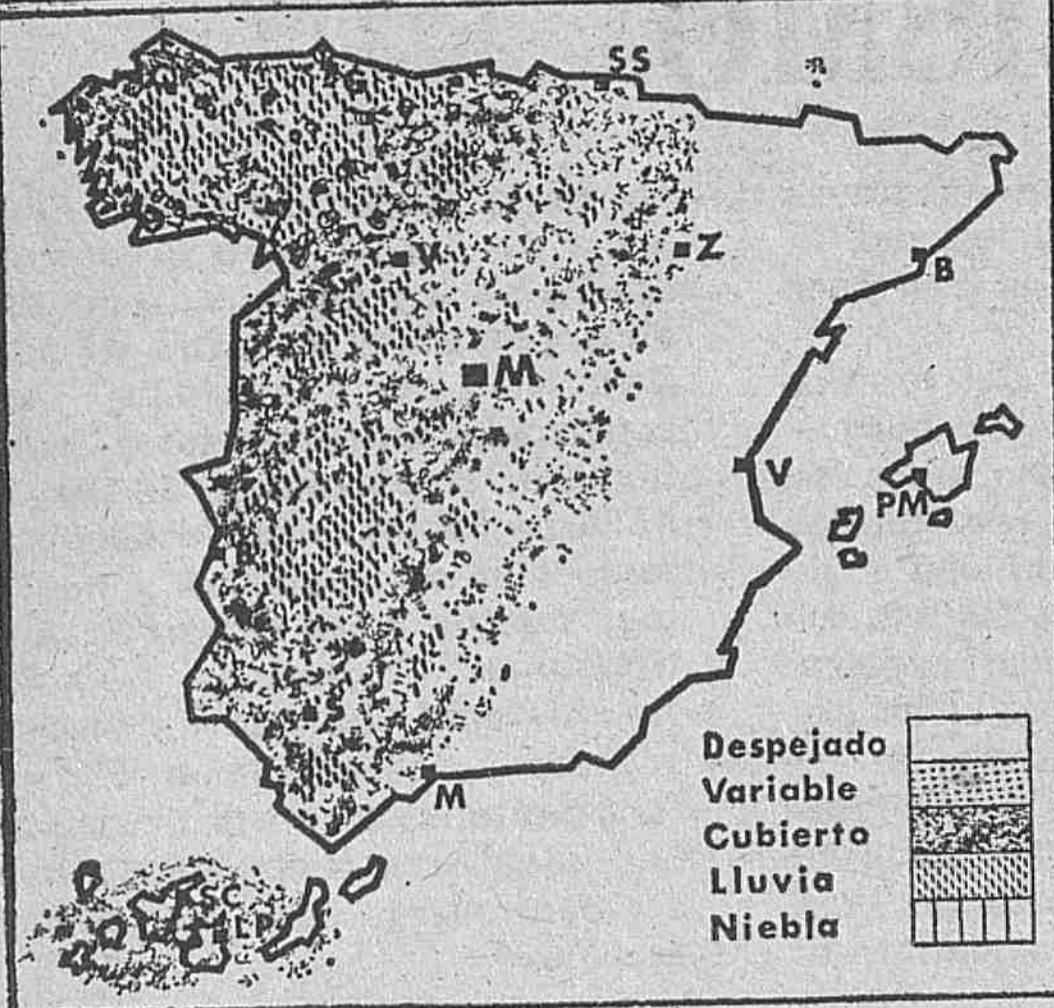 SS
V
Z
B
M
V
PM
S
M
SC
LP
Despejado
Variable
Cubierto
Lluvia
Niebla